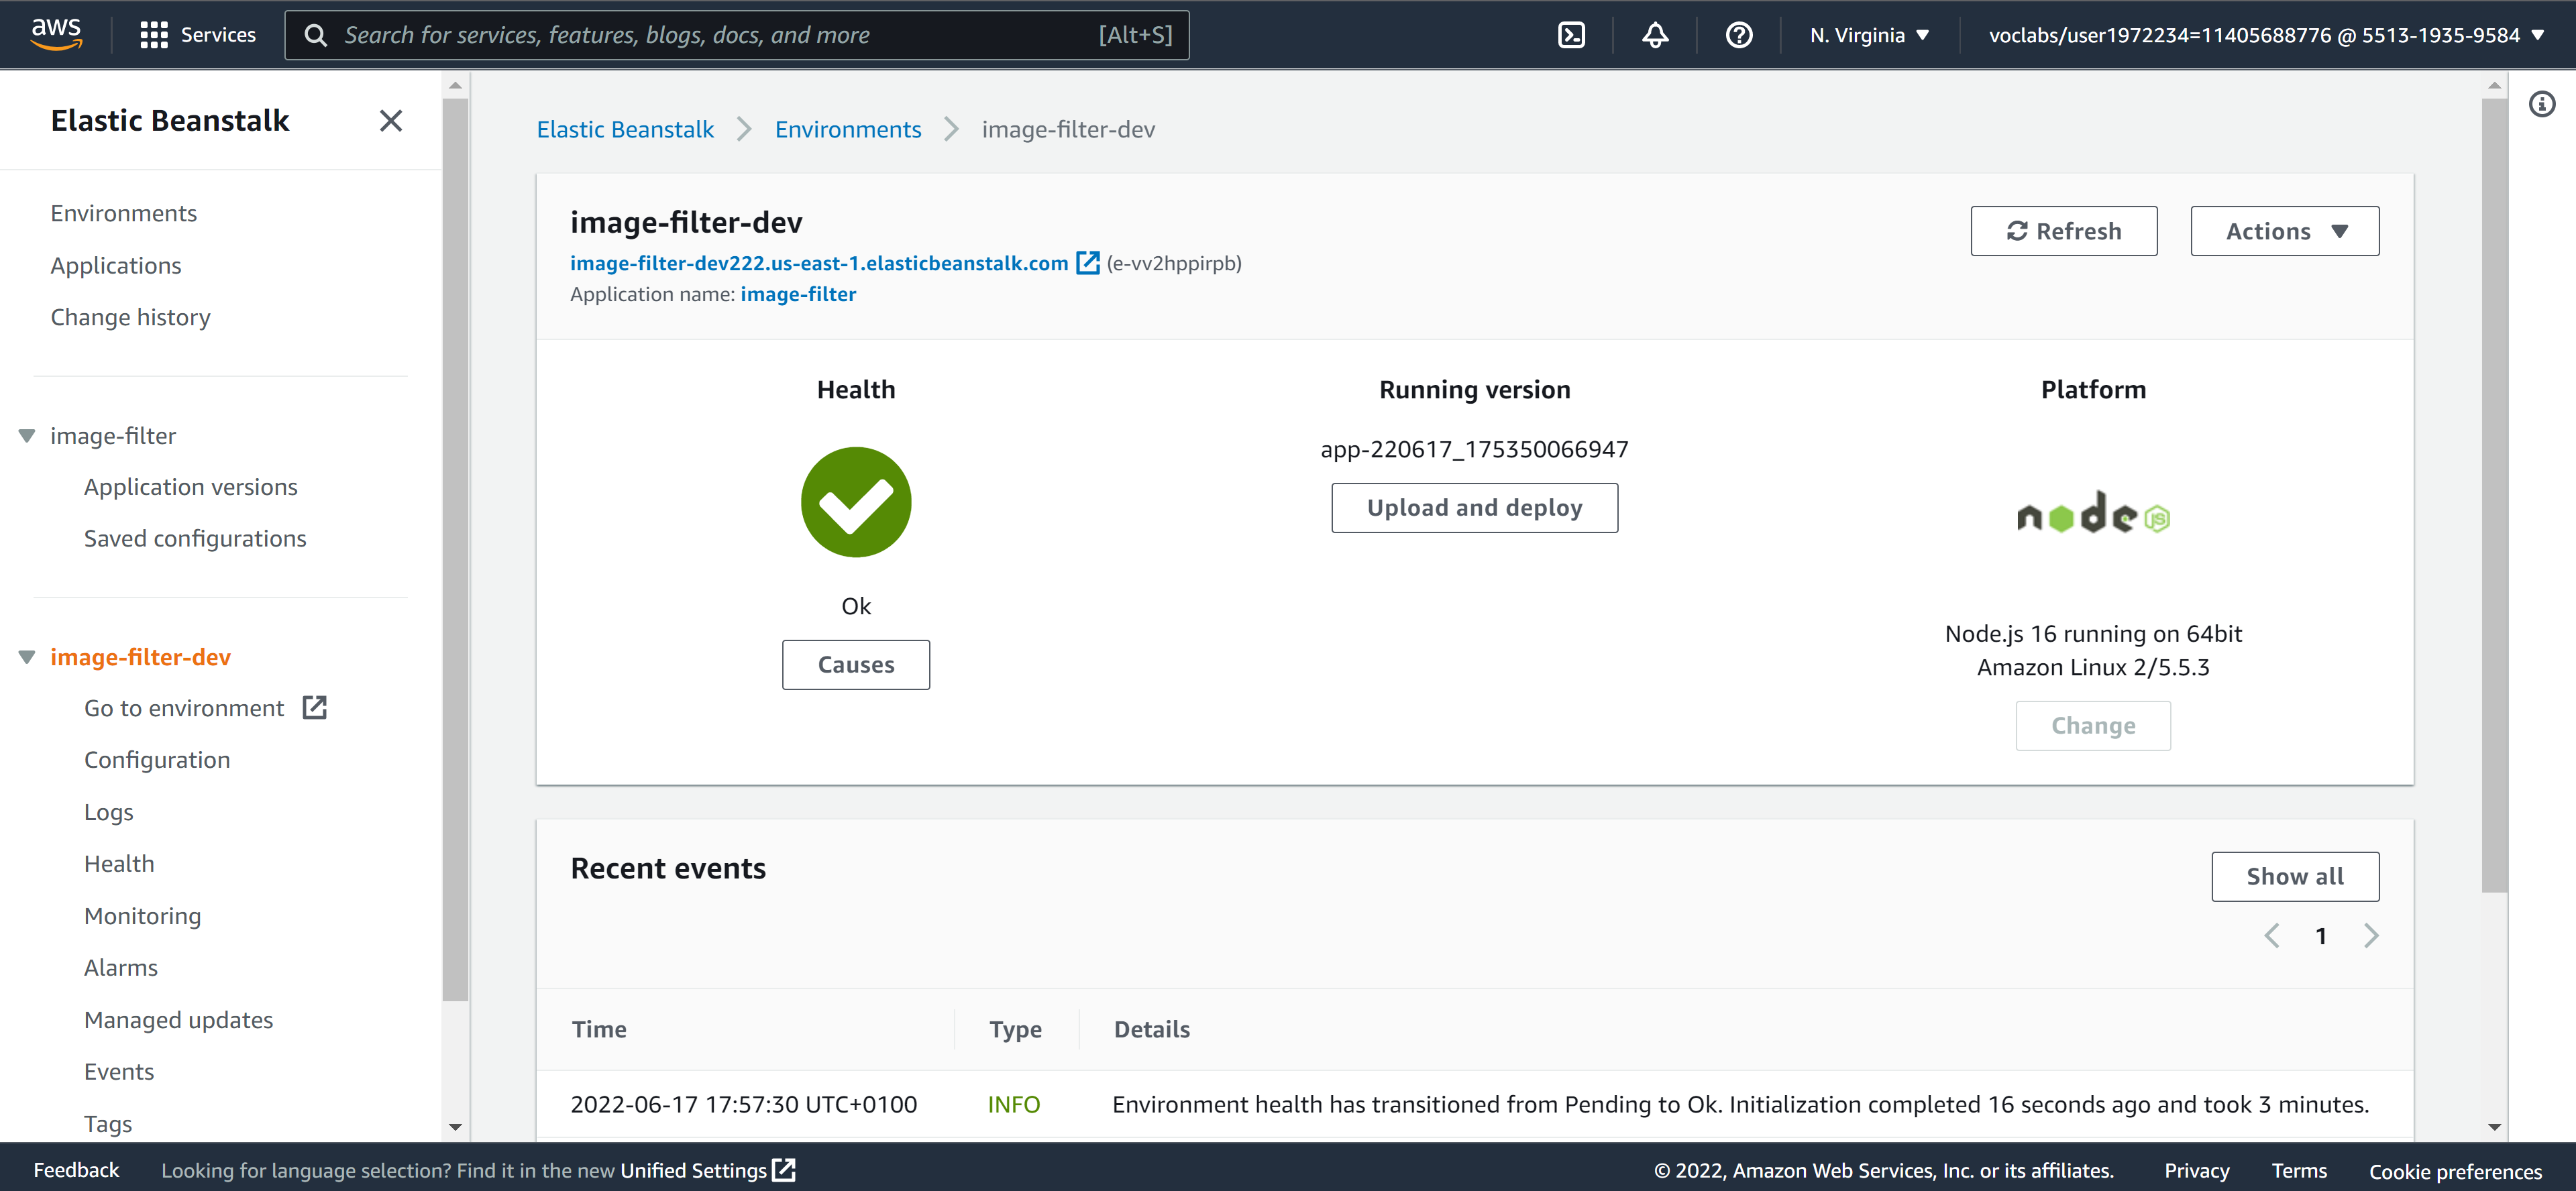 aws
Services
Search for services, features, blogs, docs, and more
[Alt+S]
N. Virginia
voclabs/user1972234=11405688776 @ 5513-1935-9584
Elastic Beanstalk
Environments
Applications
Change history
image-filter
Application versions
Saved configurations
image-filter-dev
Go to environment
Configuration
Logs
Health
Monitoring
Alarms
Managed updates
Events
Tags
Elastic Beanstalk
Environments
image-filter-dev
image-filter-dev
image-filter-dev222.us-east-1.elasticbeanstalk.com (e-vv2hppirpb)
Application name: image-filter
Refresh
Actions
Health
Ok
Causes
Running version
app-220617_175350066947
Upload and deploy
Platform
node JS
Node.js 16 running on 64bit
Amazon Linux 2/5.5.3
Change
Recent events
Show all
1
Time Type Details
2022-06-17 17:57:30 UTC+0100 INFO Environment health has transitioned from Pending to Ok. Initialization completed 16 seconds ago and took 3 minutes.
Feedback
Looking for language selection? Find it in the new Unified Settings
© 2022, Amazon Web Services, Inc. or its affiliates.
Privacy
Terms
Cookie preferences